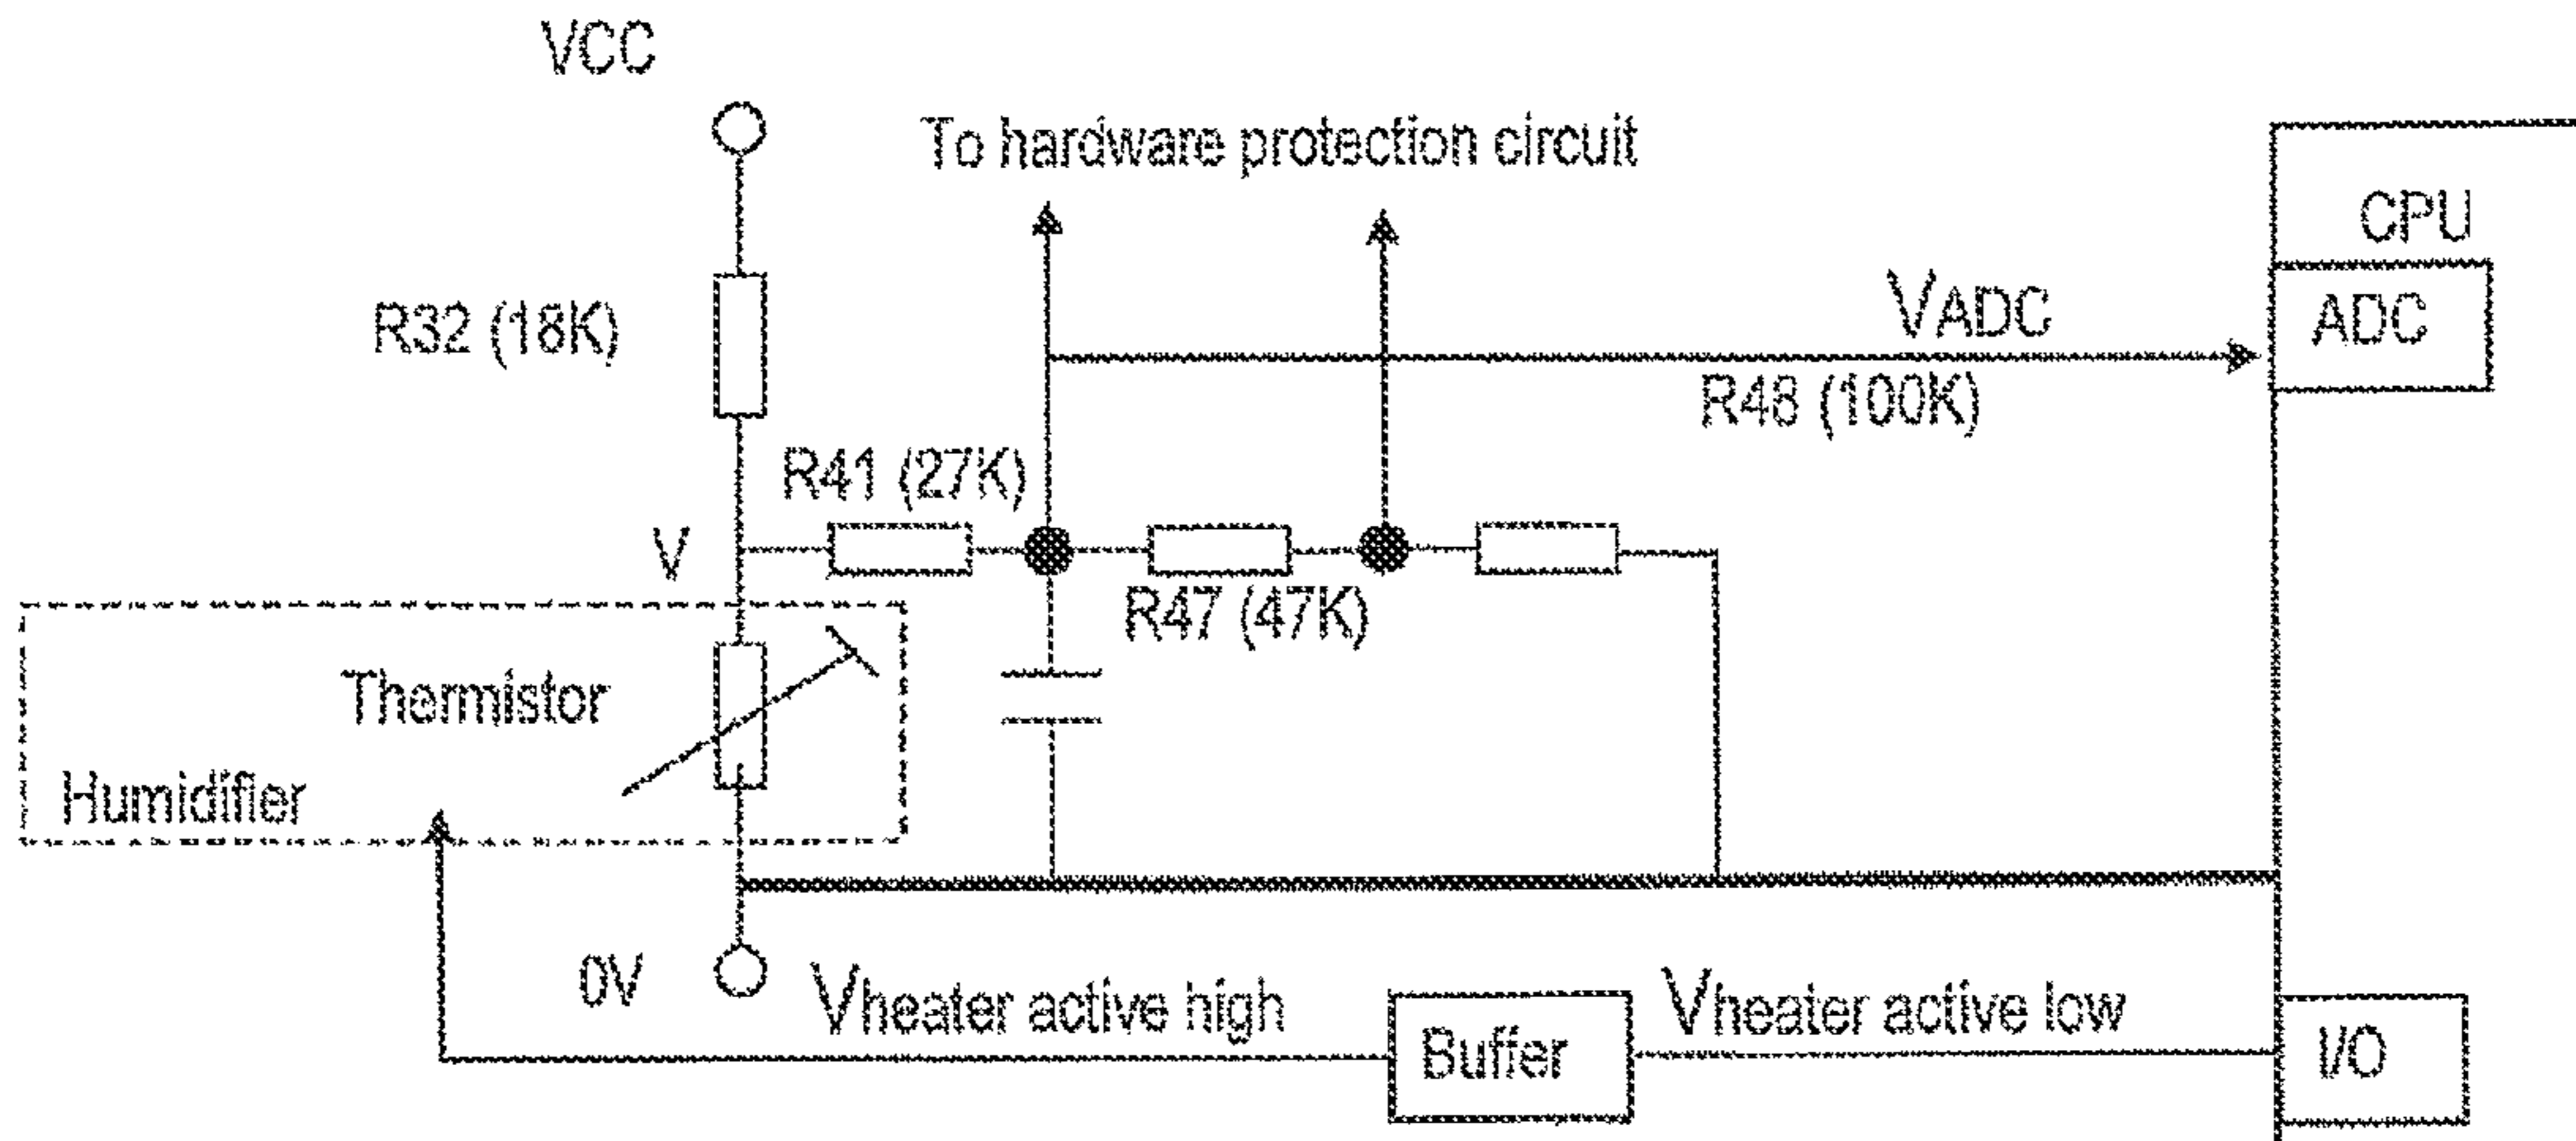 VCC
To hardware protection circuit
CPU
VADC
ADC
R32 (18K)
R48 (100K)
R41 (27K)
V
R47 (47K)
Thermistor
Humidifier
0V
Vheater active high
Vheater active low
Buffer
I/O